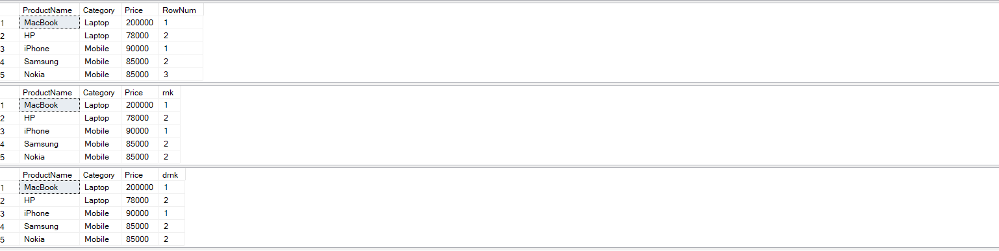 ProductName Category Price RowNum
1 MacBook Laptop 200000 1
2 HP Laptop 78000 2
3 iPhone Mobile 90000 1
4 Samsung Mobile 85000 2
5 Nokia Mobile 85000 3
ProductName Category Price rnk
1 MacBook Laptop 200000 1
2 HP Laptop 78000 2
3 iPhone Mobile 90000 1
4 Samsung Mobile 85000 2
5 Nokia Mobile 85000 2
ProductName Category Price drnk
1 MacBook Laptop 200000 1
2 HP Laptop 78000 2
3 iPhone Mobile 90000 1
4 Samsung Mobile 85000 2
5 Nokia Mobile 85000 2